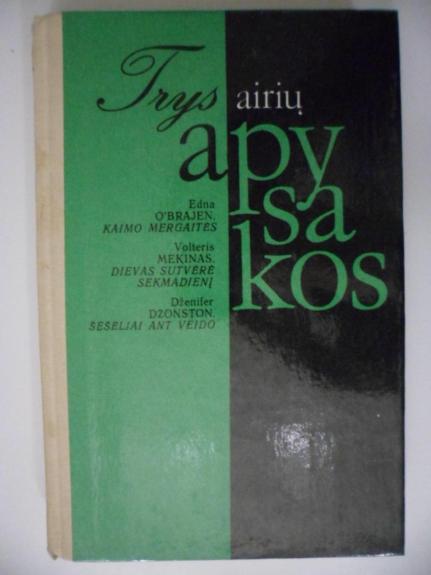 Trys airių
apy
sa
kos
Edna
O'BRAJEN.
KAIMO MERGAITĖS
Volteris
MEKINAS.
DIEVAS SUTVĖRĖ
SEKMADIENĮ
Dženifer
DŽONSTON.
ŠEŠĖLIAI ANT VEIDO